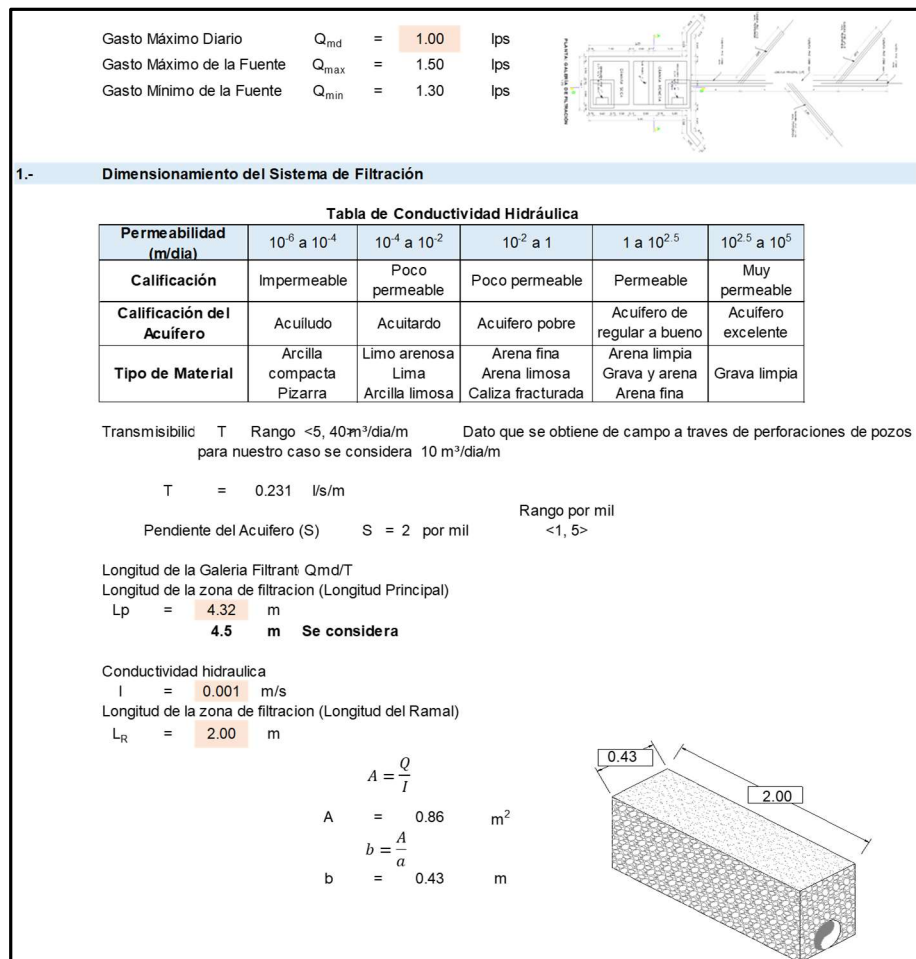 Gasto Máximo Diario Qmd = 1.00 lps
Gasto Máximo de la Fuente Qmax = 1.50 lps
Gasto Mínimo de la Fuente Qmin = 1.30 lps
PLANTA: GALERÍA DE FILTRACIÓN
1.- Dimensionamiento del Sistema de Filtración
Tabla de Conductividad Hidráulica
Permeabilidad (m/dia) 10-6 a 10-4 10-4 a 10-2 10-2 a 1 1 a 102.5 102.5 a 105
Calificación Impermeable Poco permeable Poco permeable Permeable Muy permeable
Calificación del Acuífero Acuiludo Acuitardo Acuifero pobre Acuifero de regular a bueno Acuifero excelente
Tipo de Material Arcilla compacta Pizarra Limo arenosa Lima Arcilla limosa Arena fina Arena limosa Caliza fracturada Arena limpia Grava y arena Arena fina Grava limpia
Transmisibilid T Rango <5, 40>m³/dia/m Dato que se obtiene de campo a traves de perforaciones de pozos
para nuestro caso se considera 10 m³/dia/m
T = 0.231 l/s/m
Rango por mil
Pendiente del Acuifero (S) S = 2 por mil <1, 5>
Longitud de la Galeria Filtrant Qmd/T
Longitud de la zona de filtracion (Longitud Principal)
Lp = 4.32 m
4.5 m Se considera
Conductividad hidraulica
I = 0.001 m/s
Longitud de la zona de filtracion (Longitud del Ramal)
LR = 2.00 m
A = Q/I
A = 0.86 m2
b = A/a
b = 0.43 m
0.43
2.00